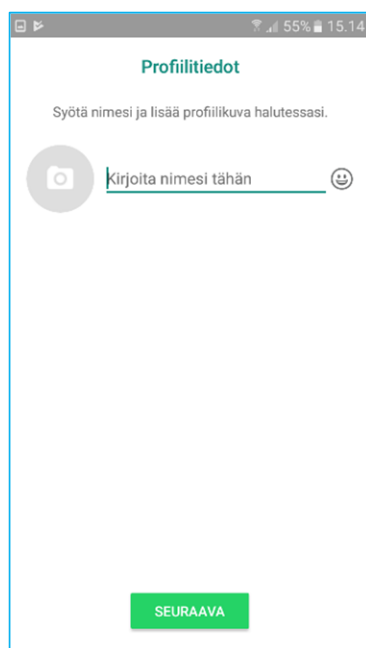 55% 15.14
Profiilitiedot
Syötä nimesi ja lisää profiilikuva halutessasi.
Kirjoita nimesi tähän
SEURAAVA